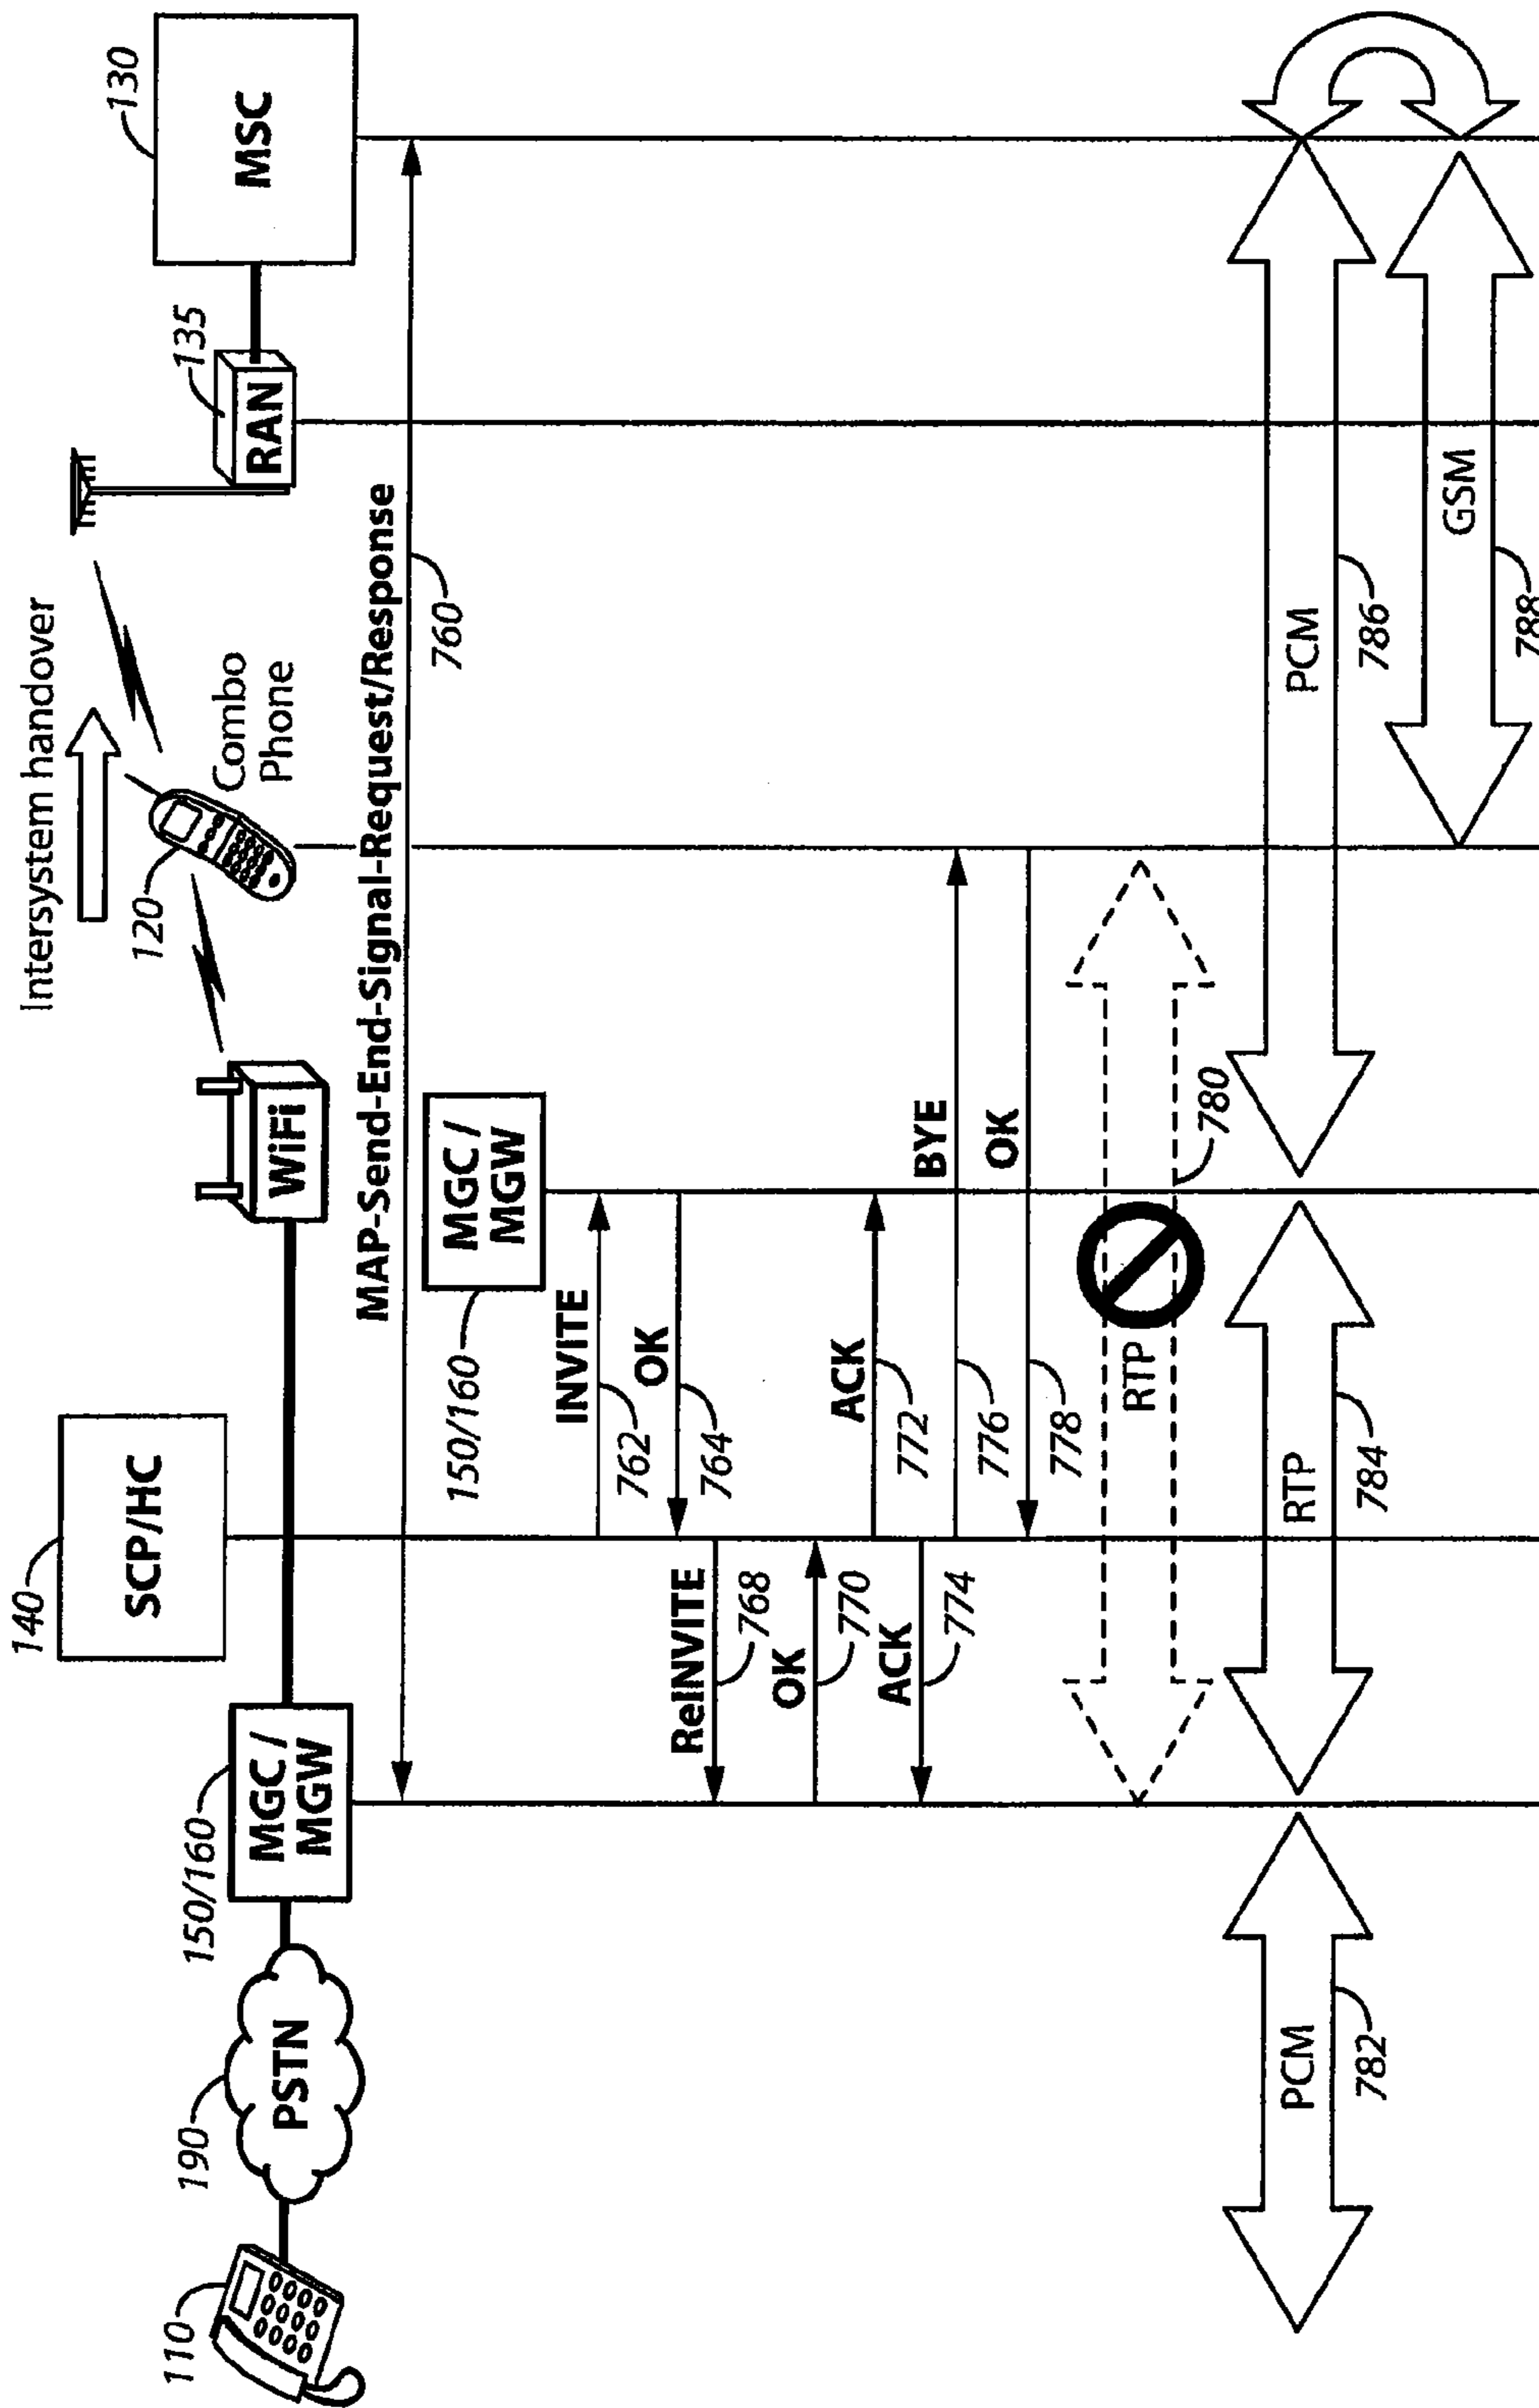 Intersystem handover
140
SCP/HC
130
MSC
135
RAN
120
Combo
Phone
WiFi
150/160
MGC /
MGW
190
PSTN
110
MAP-Send-End-Signal-Request/Response
760
MGC /
MGW
150/160
INVITE
762
OK
764
ReINVITE
768
OK
770
ACK
772
ACK
774
BYE
776
OK
778
RTP
780
PCM
782
RTP
784
PCM
786
GSM
788